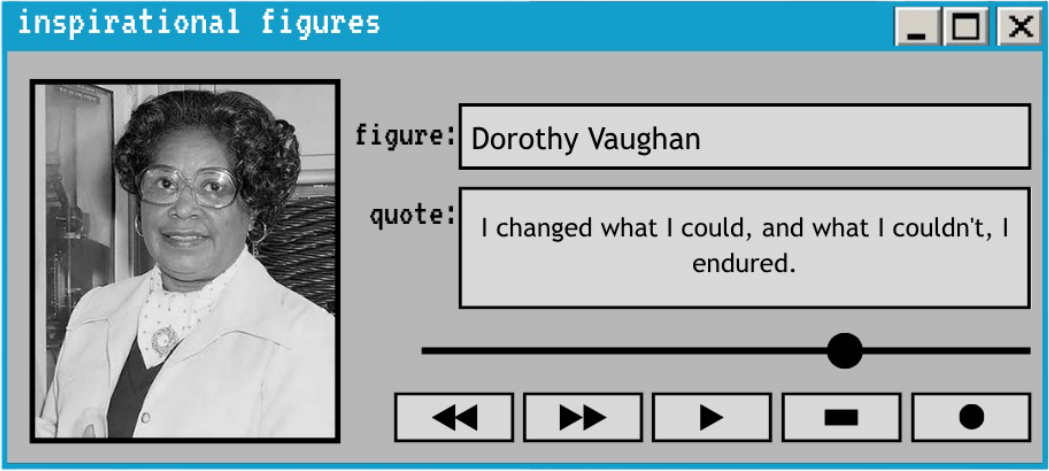 inspirational figures
figure: Dorothy Vaughan
quote: I changed what I could, and what I couldn't, I
endured.